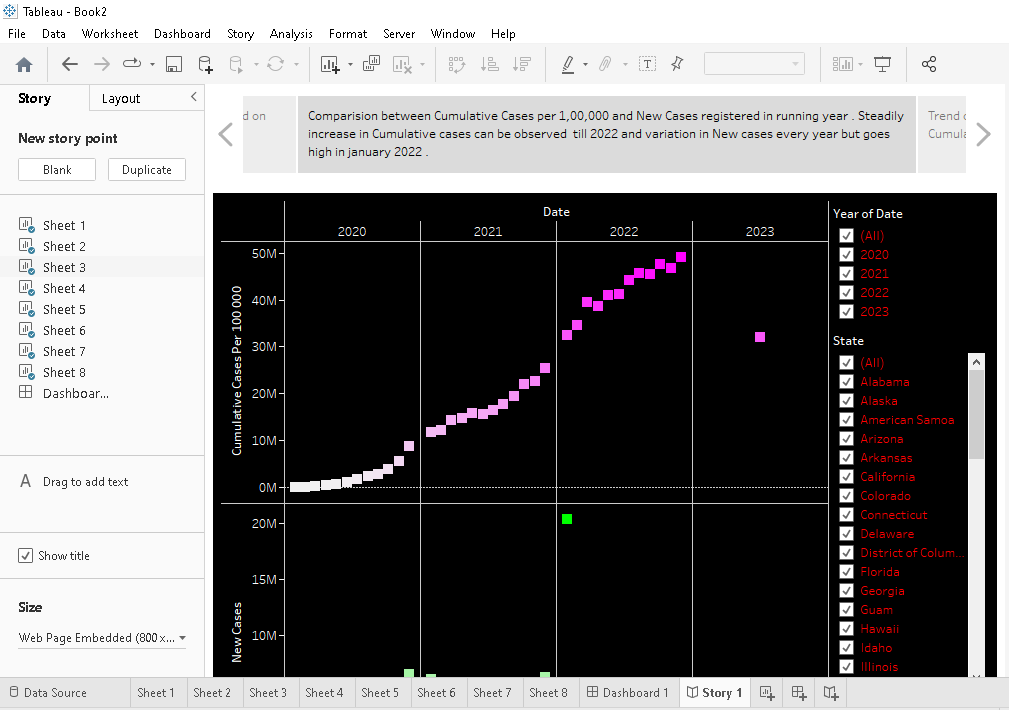 Tableau - Book2
File Data Worksheet Dashboard Story Analysis Format Server Window Help
Story Layout
New story point
Blank Duplicate
Sheet 1
Sheet 2
Sheet 3
Sheet 4
Sheet 5
Sheet 6
Sheet 7
Sheet 8
Dashboar...
A Drag to add text
Show title
Size
Web Page Embedded (800 x...
d on
Comparision between Cumulative Cases per 1,00,000 and New Cases registered in running year . Steadily
increase in Cumulative cases can be observed till 2022 and variation in New cases every year but goes
high in january 2022 .
Trend
Cumula
Date
2020 2021 2022 2023
Cumulative Cases Per 100 000
50M
40M
30M
20M
10M
0M
New Cases
20M
15M
10M
Year of Date
(All)
2020
2021
2022
2023
State
(All)
Alabama
Alaska
American Samoa
Arizona
Arkansas
California
Colorado
Connecticut
Delaware
District of Colum...
Florida
Georgia
Guam
Hawaii
Idaho
Illinois
Data Source Sheet 1 Sheet 2 Sheet 3 Sheet 4 Sheet 5 Sheet 6 Sheet 7 Sheet 8 Dashboard 1 Story 1